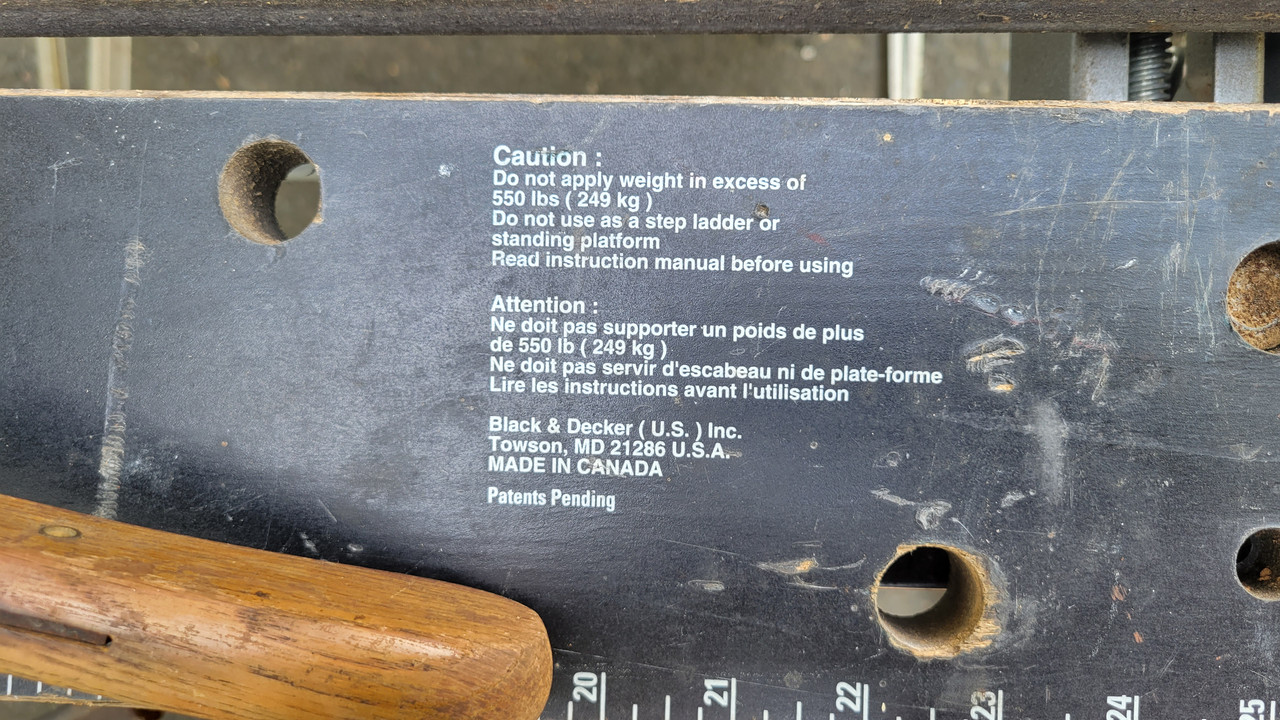 Caution :
Do not apply weight in excess of
550 lbs ( 249 kg )
Do not use as a step ladder or
standing platform
Read instruction manual before using
Attention :
Ne doit pas supporter un poids de plus
de 550 lb ( 249 kg )
Ne doit pas servir d'escabeau ni de plate-forme
Lire les instructions avant l'utilisation
Black & Decker ( U.S. ) Inc.
Towson, MD 21286 U.S.A.
MADE IN CANADA
Patents Pending
20 21 22 23 24 25